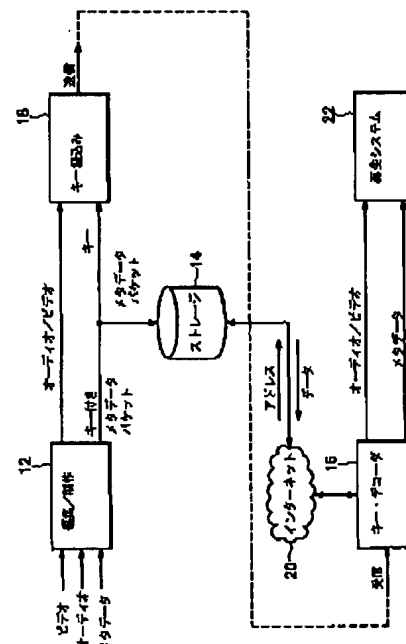 ビデオ
オーディオ
メタデータ
12
編集/制作
オーディオ/ビデオ
キー付き
メタデータ
パケット
キー
メタデータ
パケット
キー埋込み
送信
14
ストレージ
アドレス
データ
インターネット
20
受信
16
キー・デコーダ
オーディオ/ビデオ
メタデータ
22
再生システム